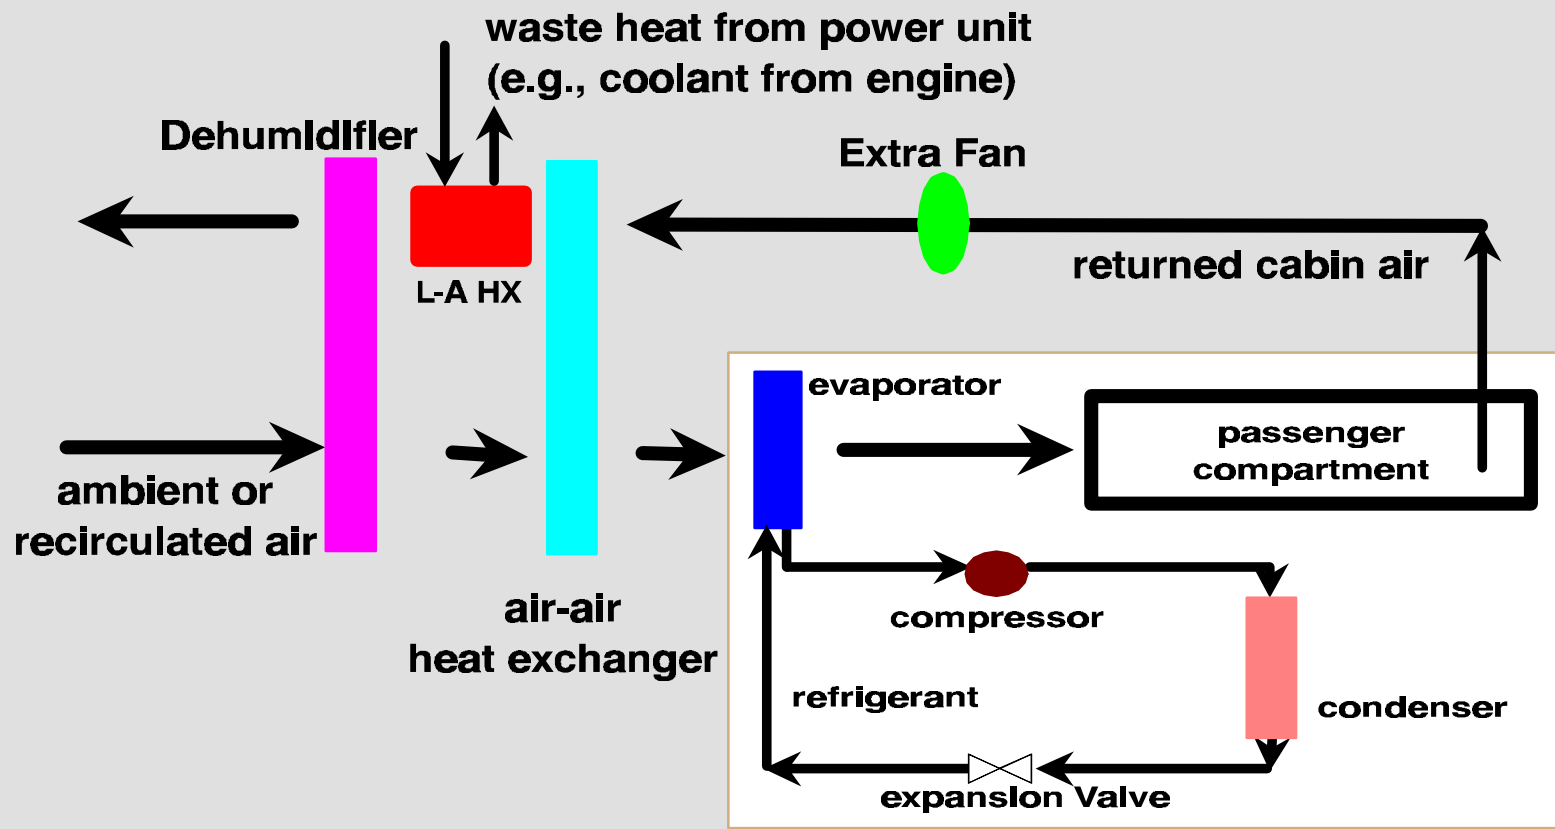 waste heat from power unit
(e.g., coolant from engine)
Dehumidifier
Extra Fan
returned cabin air
L-A HX
evaporator
passenger
compartment
ambient or
recirculated air
air-air
heat exchanger
compressor
refrigerant
condenser
expansion Valve